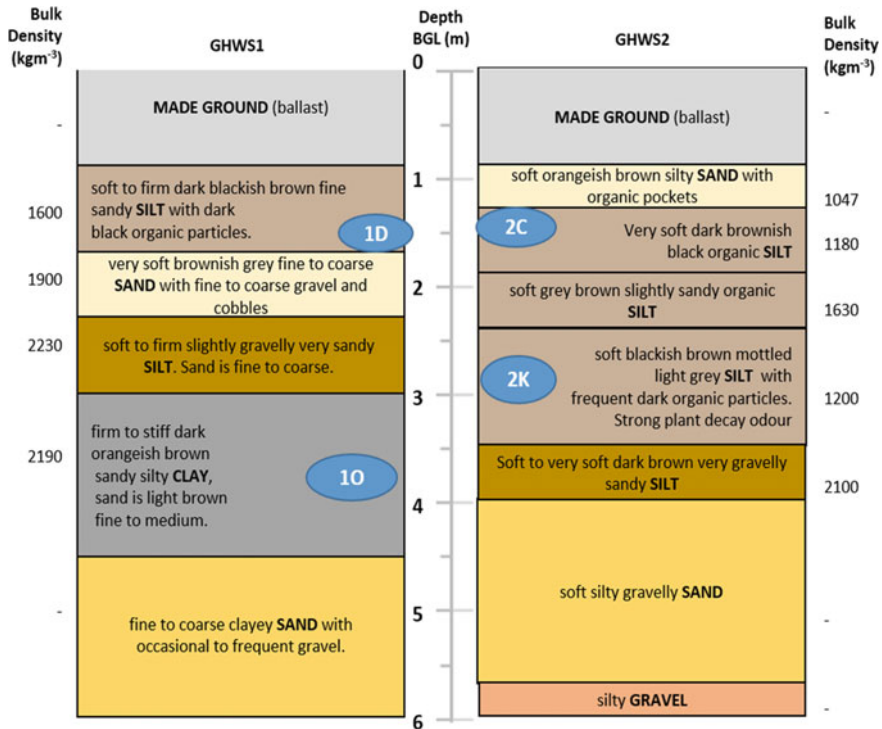 Bulk
Density
(kgm-3)
GHWS1
Depth
BGL (m)
GHWS2
Bulk
Density
(kgm-3)
0
1
2
3
4
5
6
-
1600
1900
2230
2190
-
MADE GROUND (ballast)
soft to firm dark blackish brown fine
sandy SILT with dark
black organic particles.
1D
very soft brownish grey fine to coarse
SAND with fine to coarse gravel and
cobbles
soft to firm slightly gravelly very sandy
SILT. Sand is fine to coarse.
firm to stiff dark
orangeish brown
sandy silty CLAY,
sand is light brown
fine to medium.
1O
fine to coarse clayey SAND with
occasional to frequent gravel.
MADE GROUND (ballast)
soft orangeish brown silty SAND with
organic pockets
2C
Very soft dark brownish
black organic SILT
soft grey brown slightly sandy organic
SILT
2K
soft blackish brown mottled
light grey SILT with
frequent dark organic particles.
Strong plant decay odour
Soft to very soft dark brown very gravelly
sandy SILT
soft silty gravelly SAND
silty GRAVEL
-
1047
1180
1630
1200
2100
-
-